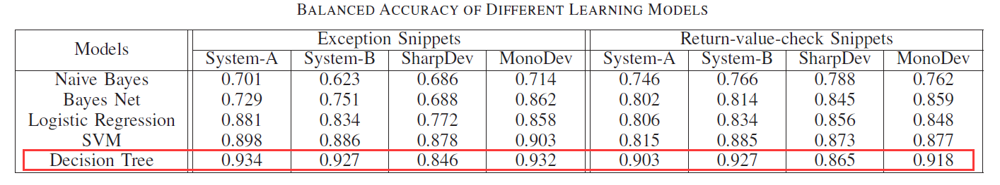 BALANCED ACCURACY OF DIFFERENT LEARNING MODELS
Models Exception Snippets Return-value-check Snippets
System-A System-B SharpDev MonoDev System-A System-B SharpDev MonoDev
Naive Bayes 0.701 0.623 0.686 0.714 0.746 0.766 0.788 0.762
Bayes Net 0.729 0.751 0.688 0.862 0.802 0.814 0.845 0.859
Logistic Regression 0.881 0.834 0.772 0.858 0.806 0.834 0.856 0.848
SVM 0.898 0.886 0.878 0.903 0.815 0.885 0.873 0.877
Decision Tree 0.934 0.927 0.846 0.932 0.903 0.927 0.865 0.918